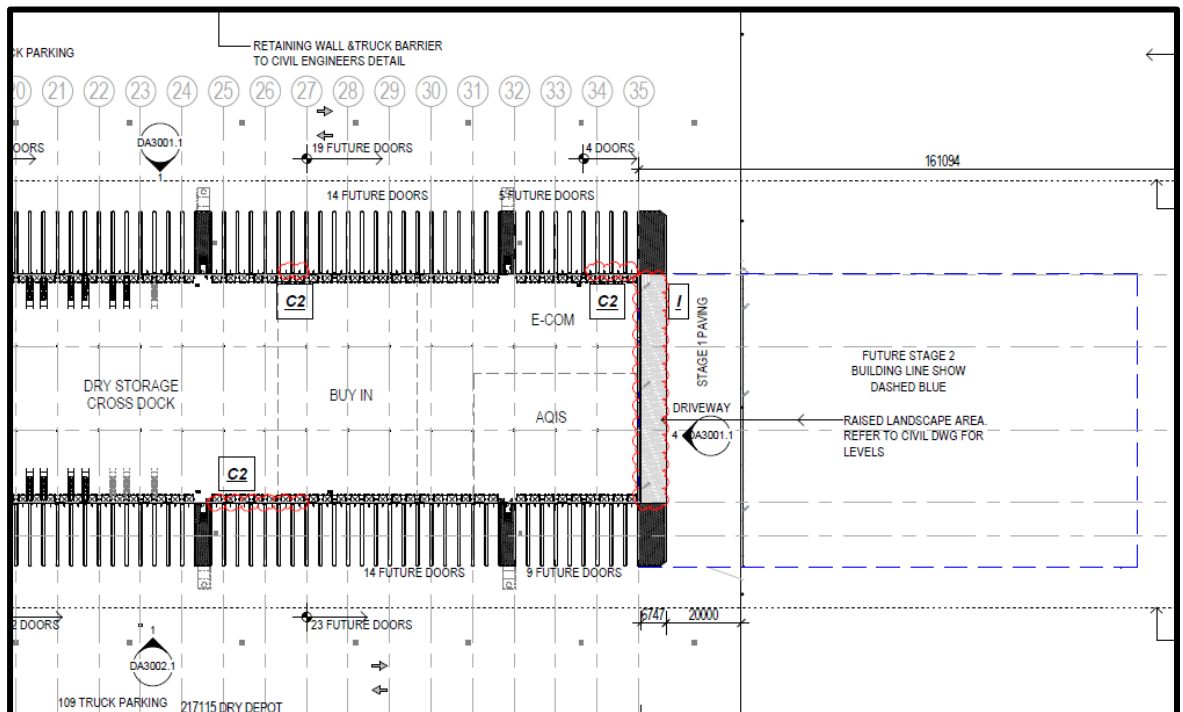 RETAINING WALL &TRUCK BARRIER
TO CIVIL ENGINEERS DETAIL
CK PARKING
20 21 22 23 24 25 26 27 28 29 30 31 32 33 34 35
OORS
DA3001.1
1
19 FUTURE DOORS
4 DOORS
161094
14 FUTURE DOORS
5 FUTURE DOORS
C2
C2
I
E-COM
STAGE 1 PAVING
FUTURE STAGE 2
BUILDING LINE SHOW
DASHED BLUE
DRY STORAGE
CROSS DOCK
BUY IN
AQIS
DRIVEWAY
4 DA3001.1
RAISED LANDSCAPE AREA.
REFER TO CIVIL DWG FOR
LEVELS
C2
14 FUTURE DOORS
9 FUTURE DOORS
6747
20000
2 DOORS
23 FUTURE DOORS
1
DA3002.1
109 TRUCK PARKING
217115 DRY DEPOT